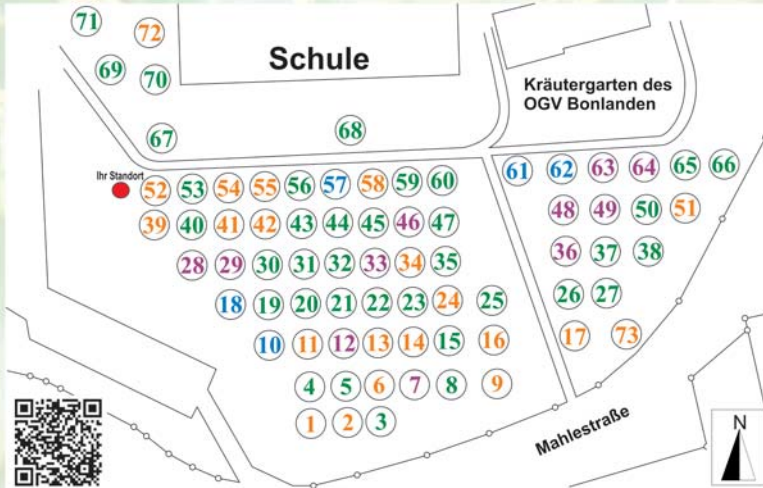 71 72
Schule
69 70
Kräutergarten des
OGV Bonlanden
67 68
Ihr Standort
52 53 54 55 56 57 58 59 60 61 62 63 64 65 66
39 40 41 42 43 44 45 46 47 48 49 50 51
28 29 30 31 32 33 34 35 36 37 38
18 19 20 21 22 23 24 25 26 27
10 11 12 13 14 15 16 17 73
4 5 6 7 8 9
1 2 3
Mahlestraße
N